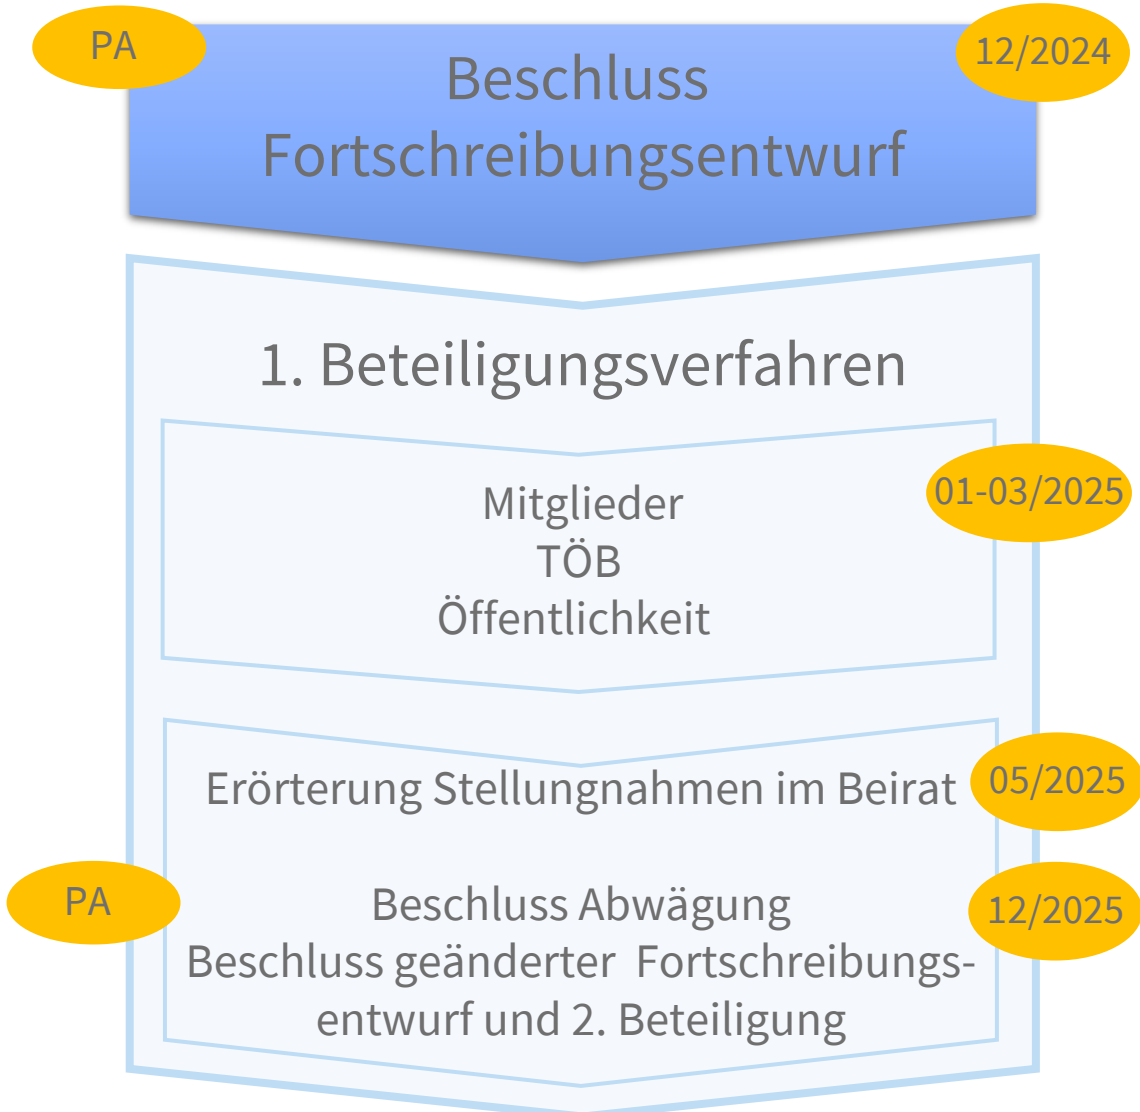 PA
12/2024
Beschluss
Fortschreibungsentwurf
1. Beteiligungsverfahren
01-03/2025
Mitglieder
TÖB
Öffentlichkeit
Erörterung Stellungnahmen im Beirat
05/2025
PA
12/2025
Beschluss Abwägung
Beschluss geänderter Fortschreibungs-
entwurf und 2. Beteiligung